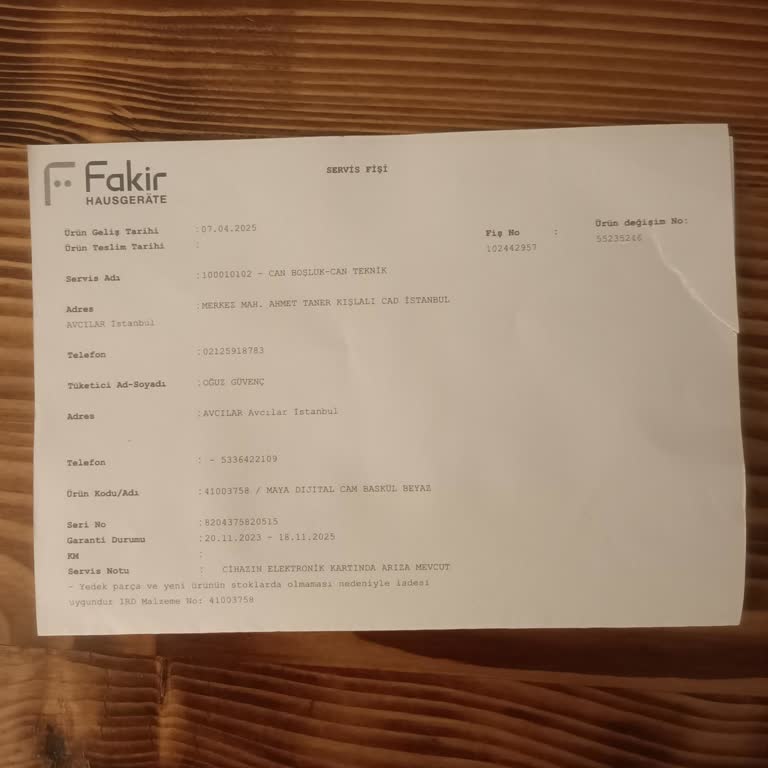 Fakir
HAUSGERÄTE
SERVİS FİŞİ
Ürün Geliş Tarihi :07.04.2025
Ürün Teslim Tarihi :
Fiş No :
102442957
Ürün değişim No:
55235246
Servis Adı :100010102 - CAN BOŞLUK-CAN TEKNİK
Adres :MERKEZ MAH. AHMET TANER KIŞLALI CAD İSTANBUL
AVCILAR İstanbul
Telefon :02125918783
Tüketici Ad-Soyadı :OĞUZ GÜVENÇ
Adres :AVCILAR Avcılar İstanbul
Telefon : - 5336422109
Ürün Kodu/Adı :41003758 / MAYA DIJITAL CAM BASKÜL BEYAZ
Seri No :8204375820515
Garanti Durumu :20.11.2023 - 18.11.2025
KM :
Servis Notu : CİHAZIN ELEKTRONİK KARTINDA ARIZA MEVCUT
- Yedek parça ve yeni ürünün stoklarda olmaması nedeniyle iadesi
uygundur IRD Malzeme No: 41003758